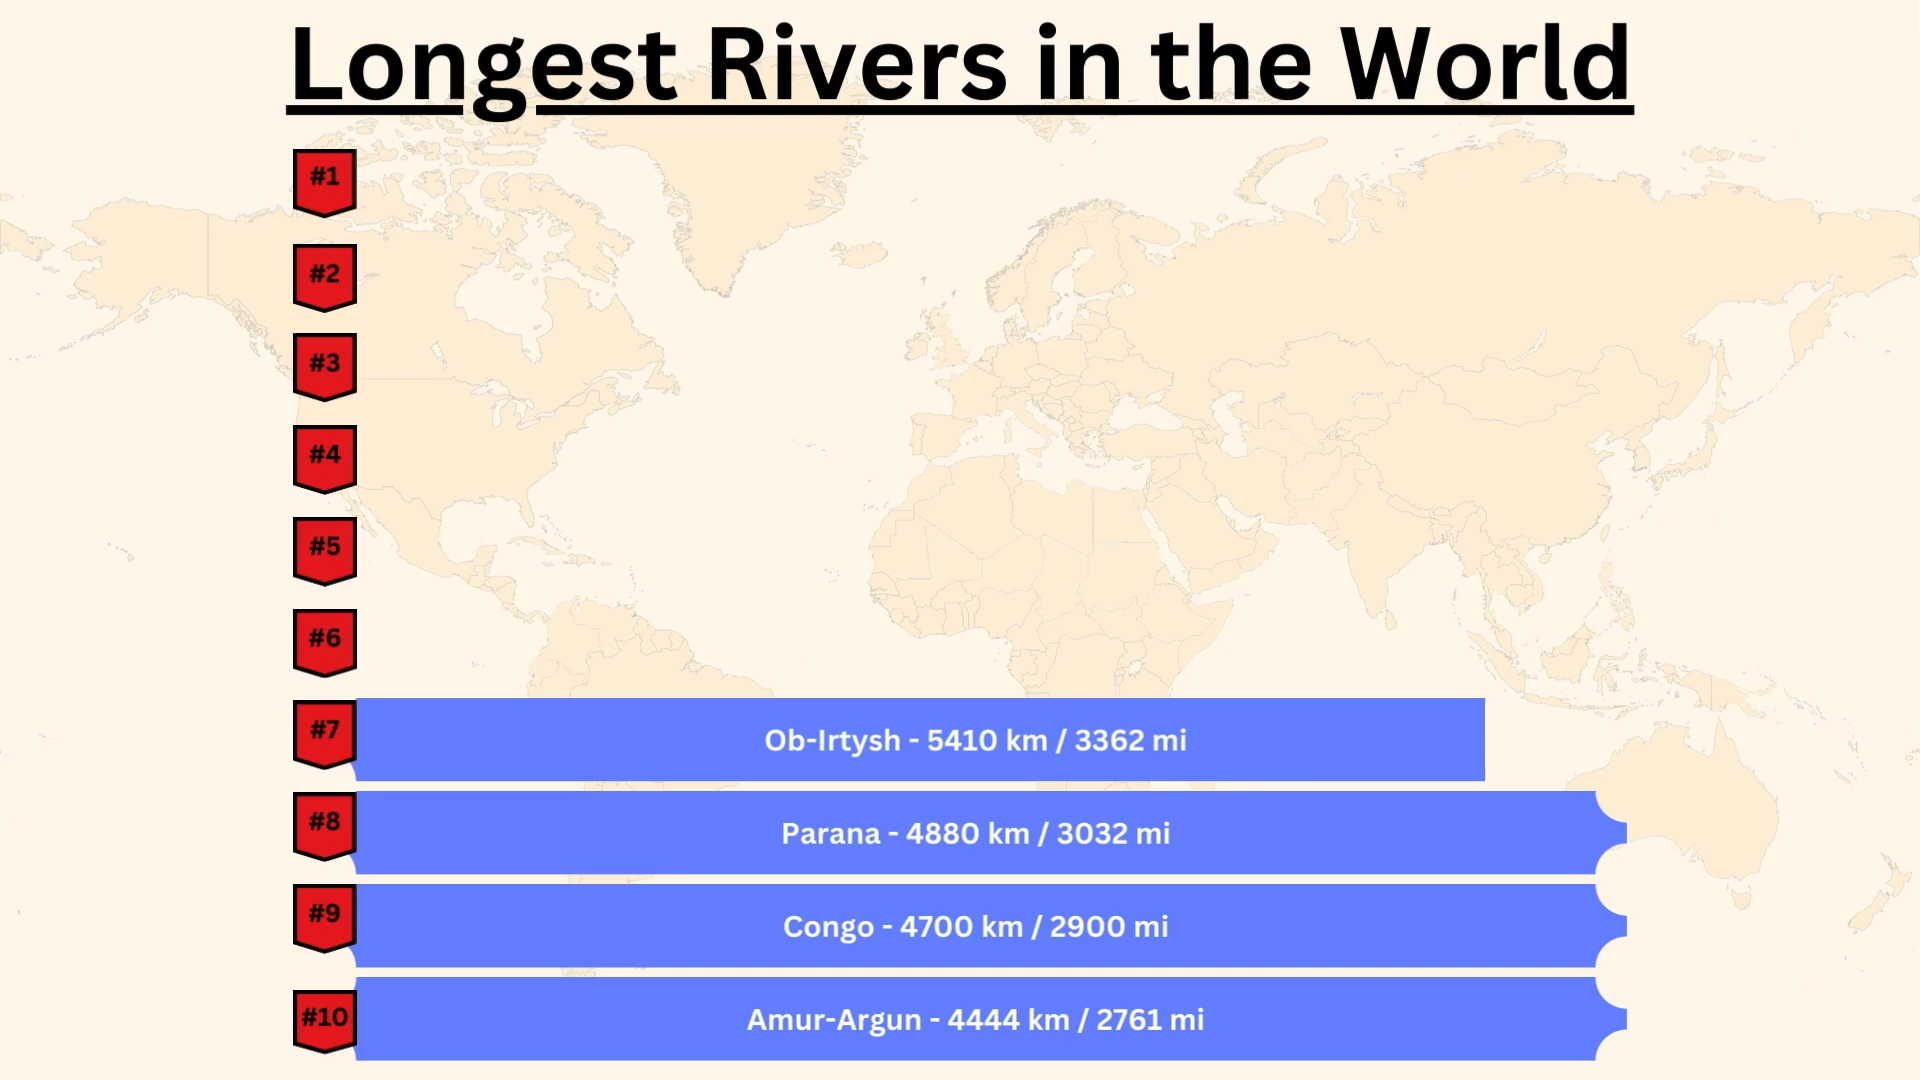 Longest Rivers in the World
#1
#2
#3
#4
#5
#6
#7
Ob-Irtysh - 5410 km / 3362 mi
#8
Parana - 4880 km / 3032 mi
#9
Congo - 4700 km / 2900 mi
#10
Amur-Argun - 4444 km / 2761 mi